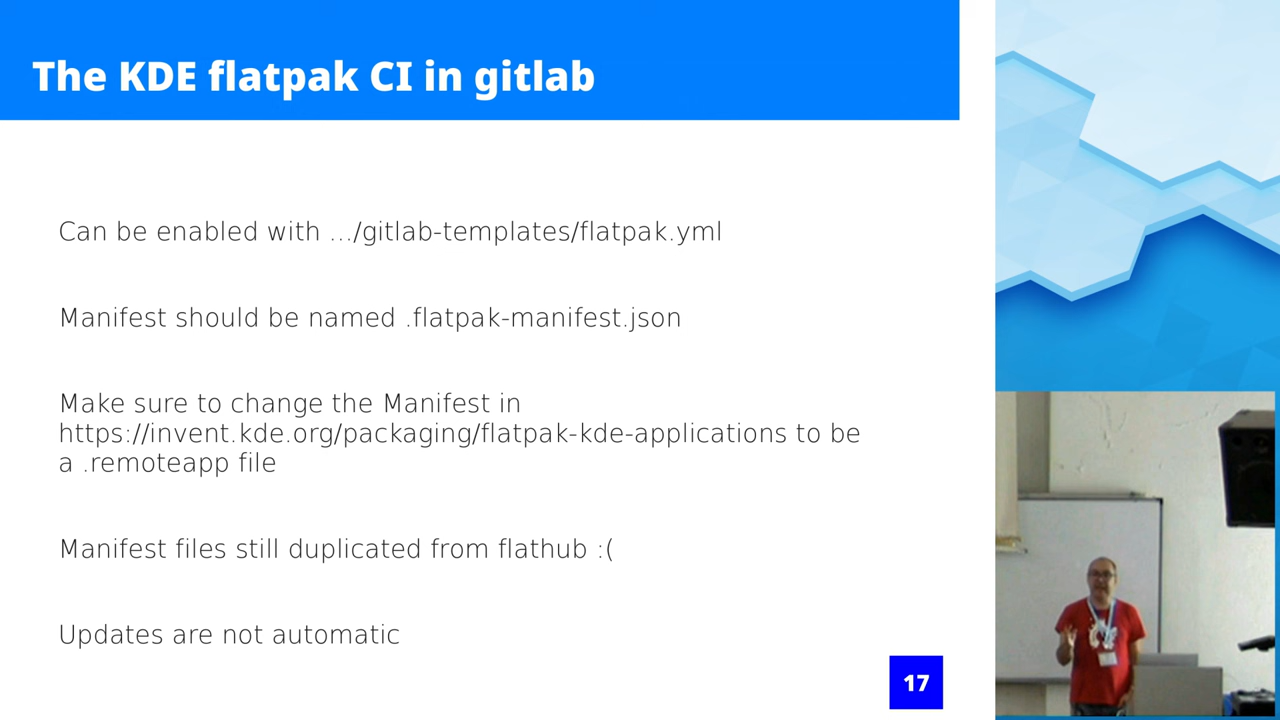 The KDE flatpak CI in gitlab
Can be enabled with .../gitlab-templates/flatpak.yml
Manifest should be named .flatpak-manifest.json
Make sure to change the Manifest in
https://invent.kde.org/packaging/flatpak-kde-applications to be
a .remoteapp file
Manifest files still duplicated from flathub :(
Updates are not automatic
17